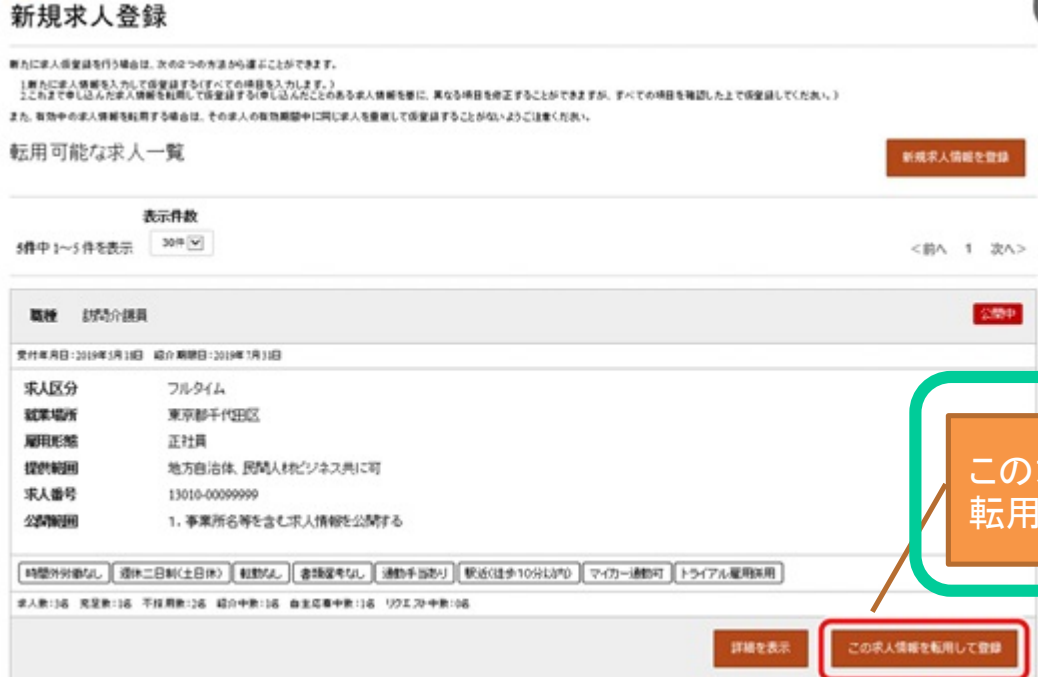 新規求人登録
新たに求人仮登録を行う場合は、次の2つの方法から選ぶことができます。
1.新たに求人情報を入力して仮登録する(すべての項目を入力します。)
2.これまで申し込んだ求人情報を転用して仮登録する(申し込んだことのある求人情報を基に、異なる項目を修正することができますが、すべての項目を確認した上で仮登録してください。)
また、有効中の求人情報を転用する場合は、その求人の有効期間中に同じ求人を重複して仮登録することがないようご注意ください。
転用可能な求人一覧
新規求人情報を登録
表示件数
5件中 1～5 件を表示 30件
<前へ 1 次へ>
職種 訪問介護員 公開中
受付年月日:2019年5月18日 紹介期限日:2019年7月31日
求人区分 フルタイム
就業場所 東京都千代田区
雇用形態 正社員
提供範囲 地方自治体、民間人材ビジネス共に可
求人番号 13010-00099999
公開範囲 1. 事業所名等を含む求人情報を公開する
この
転用
時間外労働なし 週休二日制(土日休) 転勤なし 書類選考なし 通勤手当あり 駅近(徒歩10分以内) マイカー通勤可 トライアル雇用併用
求人数:3名 充足数:1名 不採用数:2名 紹介中数:1名 自主応募中数:1名 リクエスト中数:0名
詳細を表示 この求人情報を転用して登録